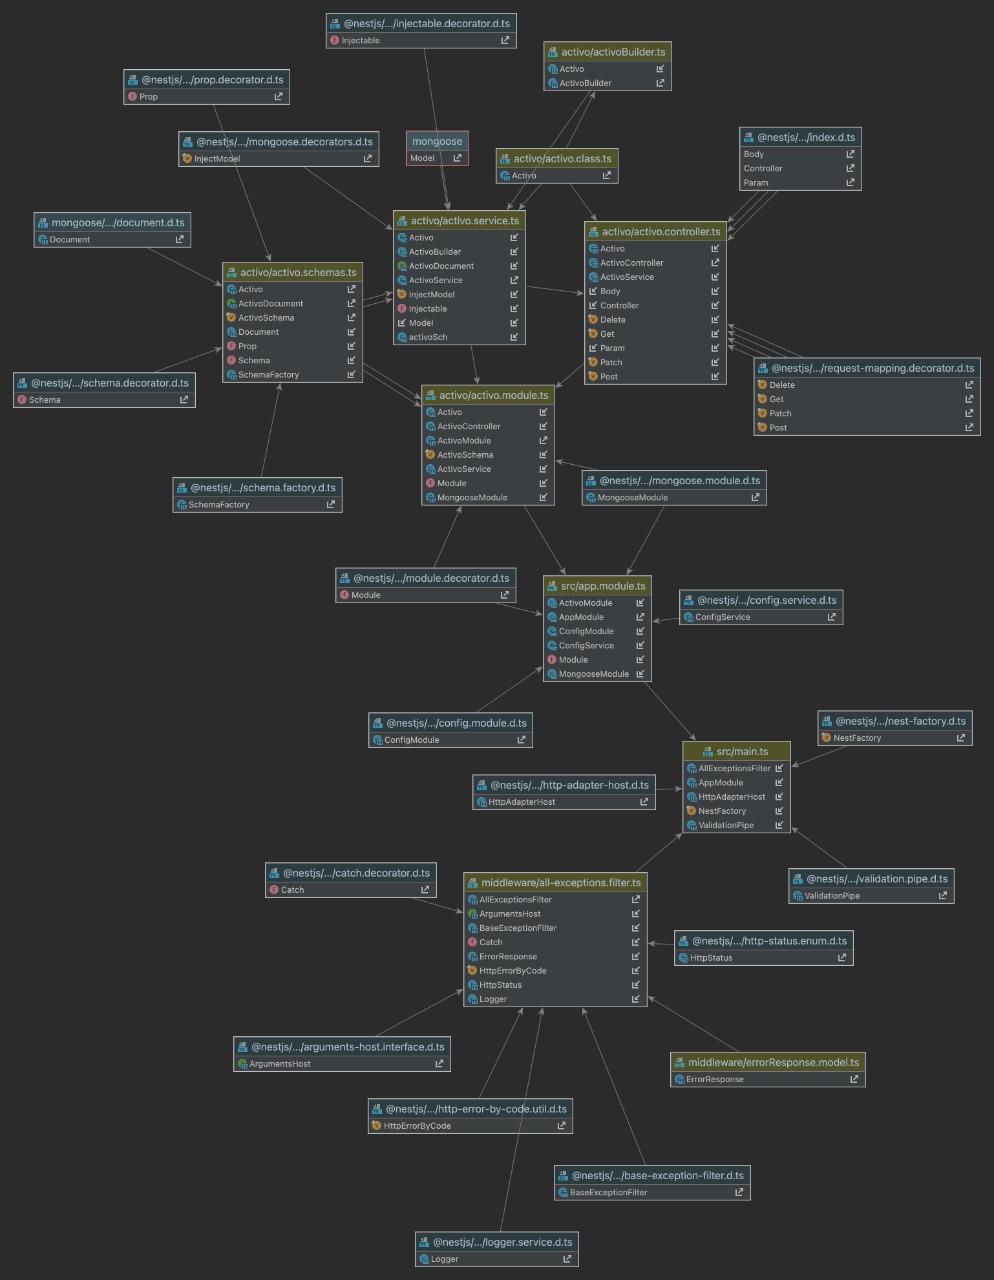 @nestjs/.../injectable.decorator.d.ts
Injectable
activo/activoBuilder.ts
Activo
ActivoBuilder
@nestjs/.../prop.decorator.d.ts
Prop
@nestjs/.../mongoose.decorators.d.ts
InjectModel
mongoose
Model
activo/activo.class.ts
Activo
@nestjs/.../index.d.ts
Body
Controller
Param
mongoose/.../document.d.ts
Document
activo/activo.service.ts
Activo
ActivoBuilder
ActivoDocument
ActivoService
InjectModel
Injectable
Model
activoSch
activo/activo.controller.ts
Activo
ActivoController
ActivoService
Body
Controller
Delete
Get
Param
Patch
Post
activo/activo.schemas.ts
Activo
ActivoDocument
ActivoSchema
Document
Prop
Schema
SchemaFactory
@nestjs/.../schema.decorator.d.ts
Schema
@nestjs/.../request-mapping.decorator.d.ts
Delete
Get
Patch
Post
activo/activo.module.ts
Activo
ActivoController
ActivoModule
ActivoSchema
ActivoService
Module
MongooseModule
@nestjs/.../schema.factory.d.ts
SchemaFactory
@nestjs/.../mongoose.module.d.ts
MongooseModule
@nestjs/.../module.decorator.d.ts
Module
src/app.module.ts
ActivoModule
AppModule
ConfigModule
ConfigService
Module
MongooseModule
@nestjs/.../config.service.d.ts
ConfigService
@nestjs/.../config.module.d.ts
ConfigModule
@nestjs/.../nest-factory.d.ts
NestFactory
src/main.ts
AllExceptionsFilter
AppModule
HttpAdapterHost
NestFactory
ValidationPipe
@nestjs/.../http-adapter-host.d.ts
HttpAdapterHost
@nestjs/.../catch.decorator.d.ts
Catch
middleware/all-exceptions.filter.ts
AllExceptionsFilter
ArgumentsHost
BaseExceptionFilter
Catch
ErrorResponse
HttpErrorByCode
HttpStatus
Logger
@nestjs/.../validation.pipe.d.ts
ValidationPipe
@nestjs/.../http-status.enum.d.ts
HttpStatus
@nestjs/.../arguments-host.interface.d.ts
ArgumentsHost
middleware/errorResponse.model.ts
ErrorResponse
@nestjs/.../http-error-by-code.util.d.ts
HttpErrorByCode
@nestjs/.../base-exception-filter.d.ts
BaseExceptionFilter
@nestjs/.../logger.service.d.ts
Logger